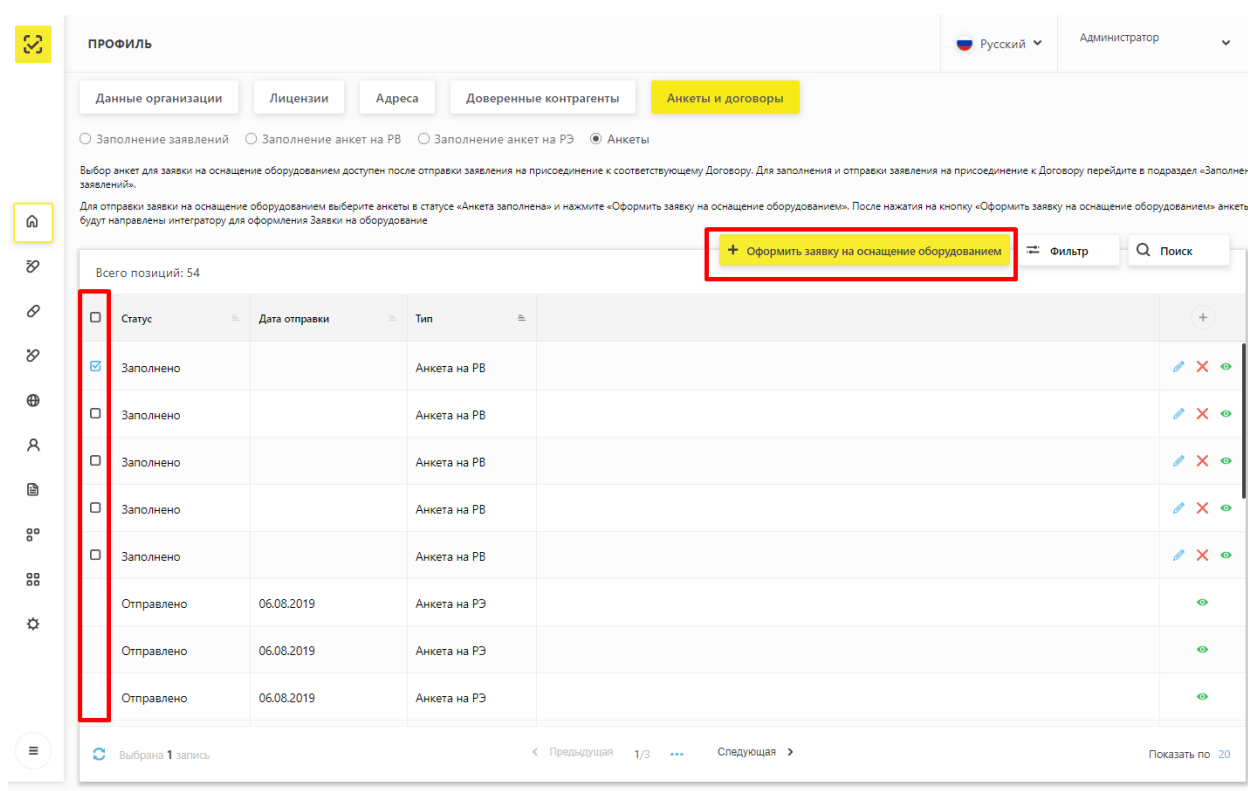 ПРОФИЛЬ
Русский
Администратор
Данные организации
Лицензии
Адреса
Доверенные контрагенты
Анкеты и договоры
Заполнение заявлений
Заполнение анкет на РВ
Заполнение анкет на РЭ
Анкеты
Выбор анкет для заявки на оснащение оборудованием доступен после отправки заявления на присоединение к соответствующему Договору. Для заполнения и отправки заявления на присоединение к Договору перейдите в подраздел «Заполнен
заявлений».
Для отправки заявки на оснащение оборудованием выберите анкеты в статусе «Анкета заполнена» и нажмите «Оформить заявку на оснащение оборудованием». После нажатия на кнопку «Оформить заявку на оснащение оборудованием» анкеты
будут направлены интегратору для оформления Заявки на оборудование
+ Оформить заявку на оснащение оборудованием
Фильтр
Поиск
Всего позиций: 54
Статус
Дата отправки
Тип
Заполнено Анкета на РВ
Заполнено Анкета на РВ
Заполнено Анкета на РВ
Заполнено Анкета на РВ
Заполнено Анкета на РВ
Отправлено 06.08.2019 Анкета на РЭ
Отправлено 06.08.2019 Анкета на РЭ
Отправлено 06.08.2019 Анкета на РЭ
Выбрана 1 запись
Предыдущая
1/3
...
Следующая
Показать по 20